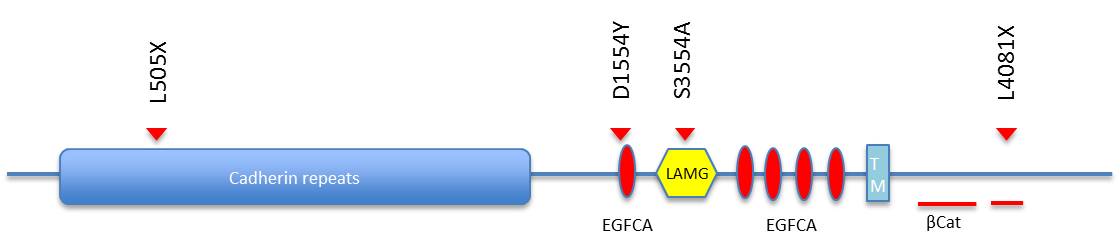 L505X
D1554Y
S3554A
L4081X
Cadherin repeats
LAMG
T
M
EGFCA
EGFCA
βCat